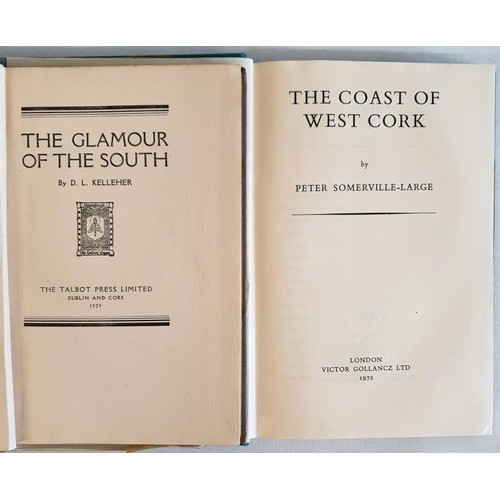 THE GLAMOUR
OF THE SOUTH
By D. L. KELLEHER
THE TALBOT PRESS LIMITED
DUBLIN AND CORK
1929
THE COAST OF
WEST CORK
by
PETER SOMERVILLE-LARGE
LONDON
VICTOR GOLLANCZ LTD
1972